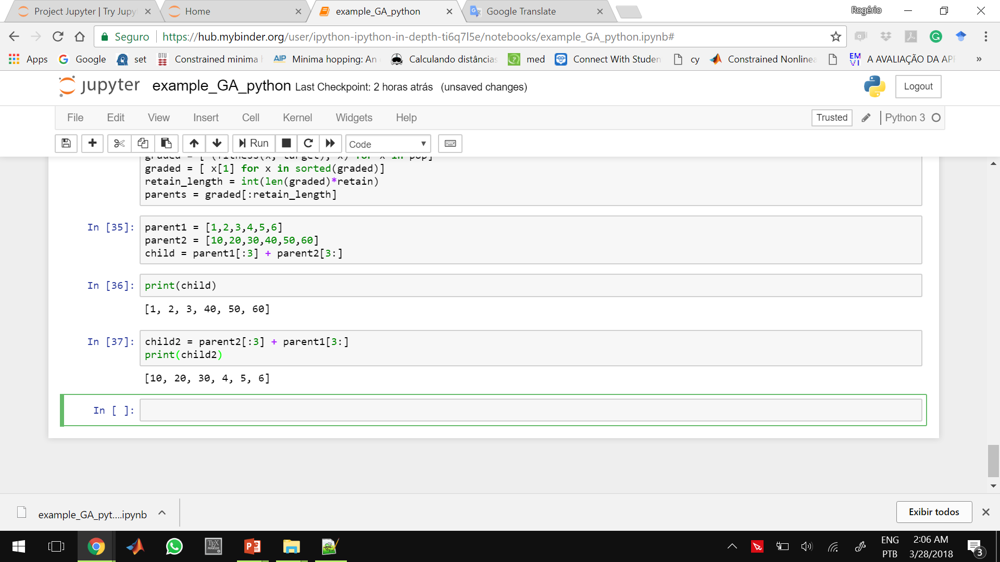 Project Jupyter | Try Jupy
Home
example_GA_python
Google Translate
Rogério
Seguro
https://hub.mybinder.org/user/ipython-ipython-in-depth-ti6q7l5e/notebooks/example_GA_python.ipynb#
Apps
Google
set
DTU
Constrained minima
AIP
Minima hopping: An
Calculando distâncias
med
Connect With Studen
cy
Constrained Nonlinea
EM
A AVALIAÇÃO DA APR
»
jupyter
example_GA_python Last Checkpoint: 2 horas atrás (unsaved changes)
Logout
File Edit View Insert Cell Kernel Widgets Help
Trusted
Python 3
Run
Code
graded = [ (fitness(x, target), x) for x in pop]
graded = [ x[1] for x in sorted(graded)]
retain_length = int(len(graded)*retain)
parents = graded[:retain_length]
In [35]:
parent1 = [1,2,3,4,5,6]
parent2 = [10,20,30,40,50,60]
child = parent1[:3] + parent2[3:]
In [36]:
print(child)
[1, 2, 3, 40, 50, 60]
In [37]:
child2 = parent2[:3] + parent1[3:]
print(child2)
[10, 20, 30, 4, 5, 6]
In [ ]:
example_GA_pyt....ipynb
Exibir todos
TEX
MAKER
ENG
PTB
2:06 AM
3/28/2018
3